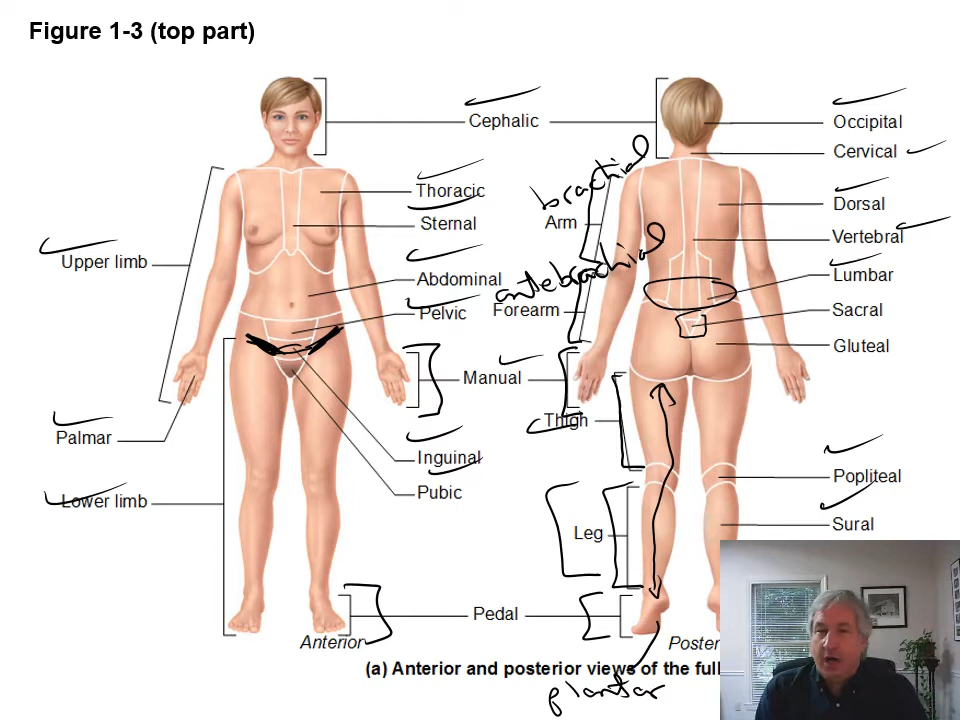 Figure 1-3 (top part)
Cephalic
Occipital
Cervical
brachial
Thoracic
Dorsal
Sternal
Arm
Vertebral
Upper limb
antebrachial
Lumbar
Abdominal
Pelvic
Forearm
Sacral
Gluteal
Manual
Thigh
Palmar
Inguinal
Popliteal
Pubic
Lower limb
Sural
Leg
Pedal
Anterior
Poster
(a) Anterior and posterior views of the full
plantar